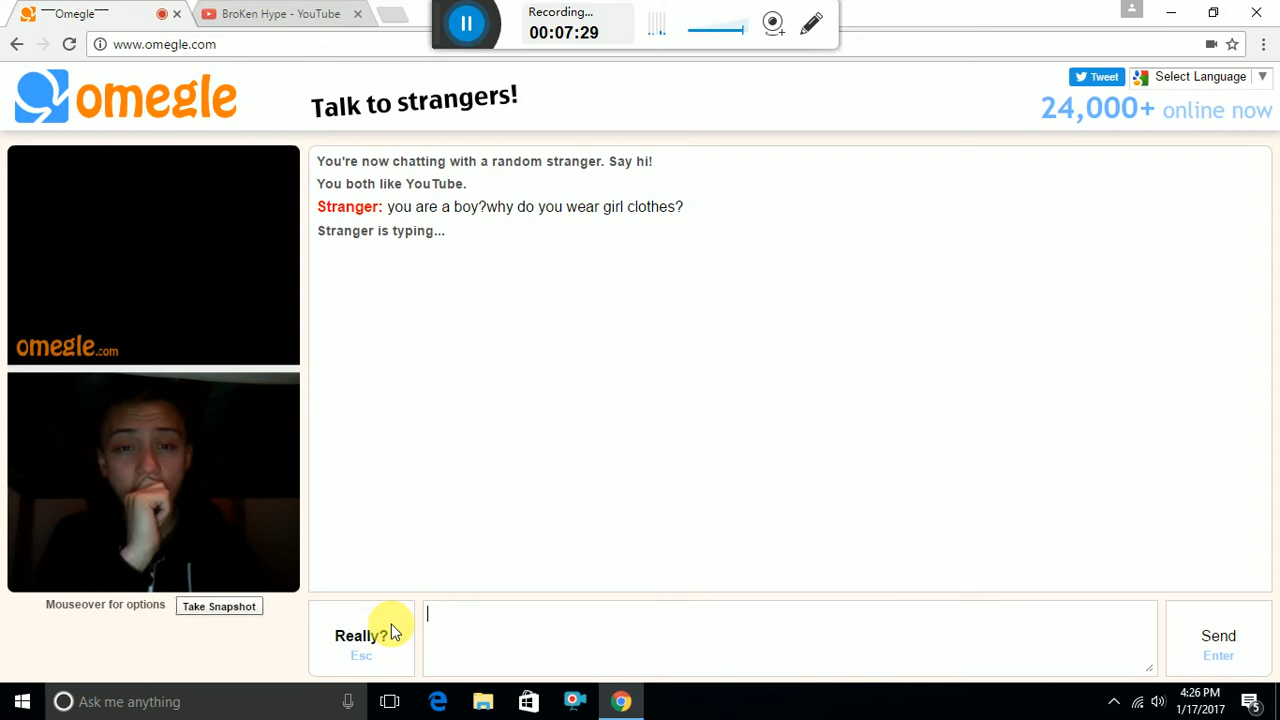 Omegle
BroKen Hype - YouTube
Recording...
00:07:29
www.omegle.com
omegle
Talk to strangers!
Tweet
Select Language
24,000+ online now
You're now chatting with a random stranger. Say hi!
You both like YouTube.
Stranger: you are a boy?why do you wear girl clothes?
Stranger is typing...
omegle.com
Mouseover for options
Take Snapshot
Really?
Esc
Send
Enter
Ask me anything
4:26 PM
1/17/2017
5